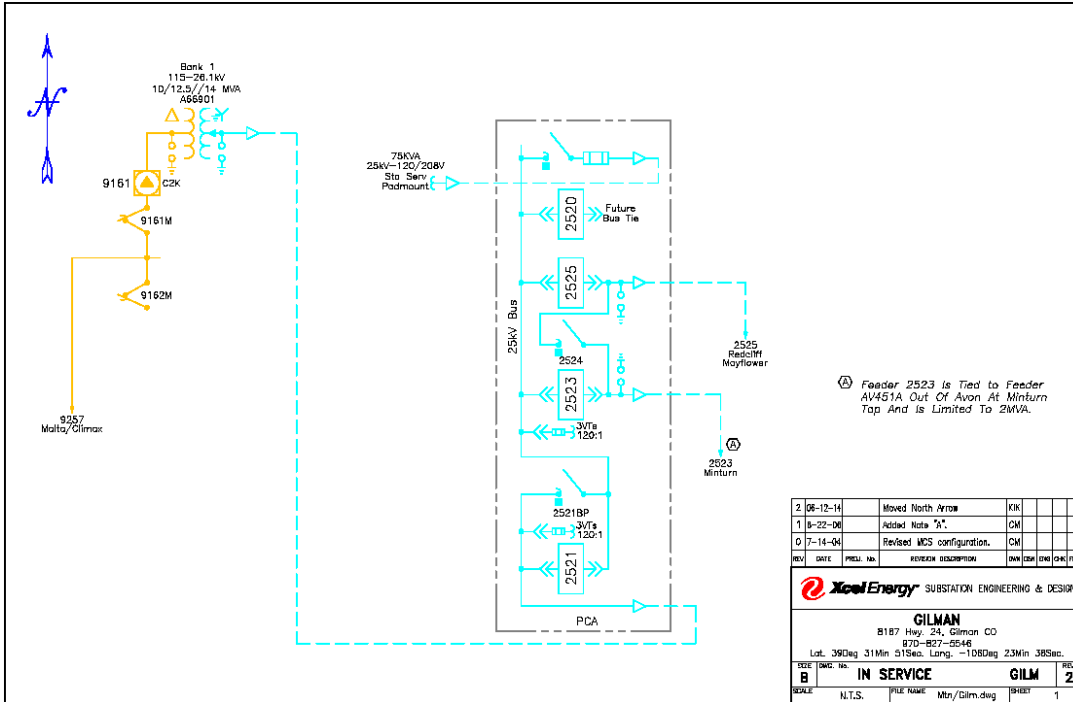 N
Bank 1
115-26.1kV
10/12.5//14 MVA
A66901
9161
C2K
9161M
9162M
9257
Malta/Climax
75KVA
25kV-120/208V
Sta Serv
Padmount
2520
Future
Bus Tie
2525
25kV Bus
2524
2523
3VTs
120:1
2521BP
3VTs
120:1
2521
PCA
2525
Redcliff
Mayflower
A
2523
Minturn
A Feeder 2523 Is Tied to Feeder
AV451A Out Of Avon At Minturn
Tap And Is Limited To 2MVA.
2 06-12-14 Moved North Arrow KIK
1 8-22-06 Added Note "A". CM
0 7-14-04 Revised MCS configuration. CM
REV DATE PROJ. No. REVISION DESCRIPTION DWN DSN ENG CHK
Xcel Energy SUBSTATION ENGINEERING & DESIGN
GILMAN
8187 Hwy. 24, Gilman CO
970-827-5546
Lat. 39Deg 31Min 51Sec. Long. -106Deg 23Min 38Sec.
SIZE DWG. No. REV
B IN SERVICE GILM 2
SCALE N.T.S. FILE NAME Mtn/Gilm.dwg SHEET 1